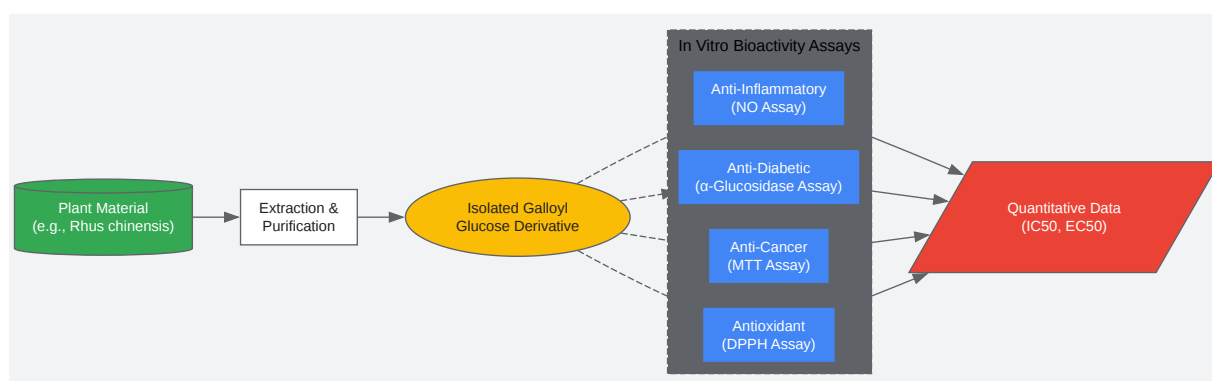 Plant Material
(e.g., Rhus chinensis)
Extraction &
Purification
Isolated Galloyl
Glucose Derivative
In Vitro Bioactivity Assays
Anti-Inflammatory
(NO Assay)
Anti-Diabetic
(α-Glucosidase Assay)
Anti-Cancer
(MTT Assay)
Antioxidant
(DPPH Assay)
Quantitative Data
(IC50, EC50)